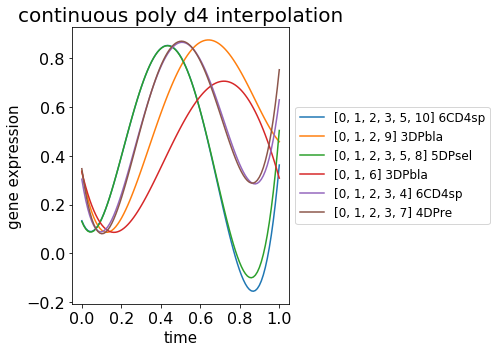 continuous poly d4 interpolation
gene expression
0.8
0.6
0.4
0.2
0.0
−0.2
0.0 0.2 0.4 0.6 0.8 1.0
time
[0, 1, 2, 3, 5, 10] 6CD4sp
[0, 1, 2, 9] 3DPbla
[0, 1, 2, 3, 5, 8] 5DPsel
[0, 1, 6] 3DPbla
[0, 1, 2, 3, 4] 6CD4sp
[0, 1, 2, 3, 7] 4DPre